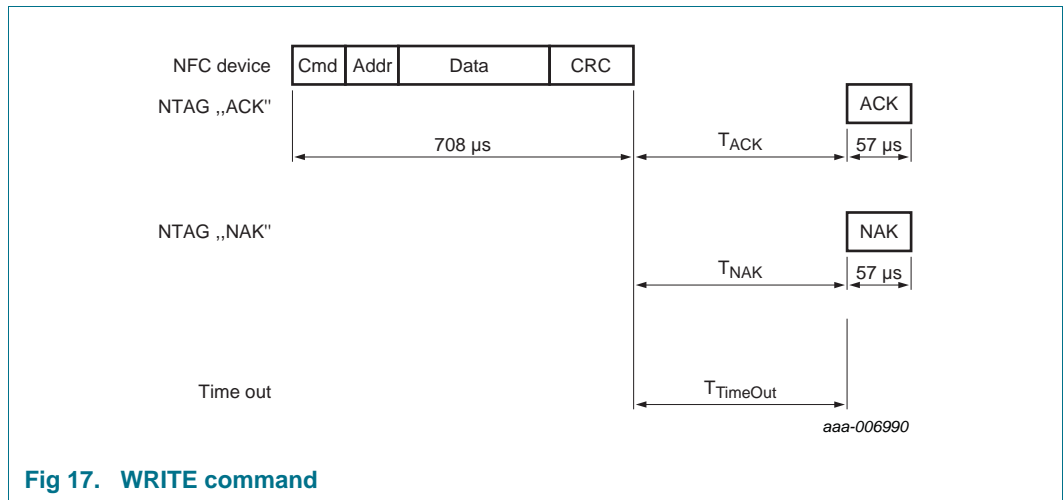 NFC device Cmd Addr Data CRC
NTAG ,,ACK" ACK
708 µs TACK 57 µs
NTAG ,,NAK" NAK
TNAK 57 µs
Time out TTimeOut
aaa-006990
Fig 17. WRITE command